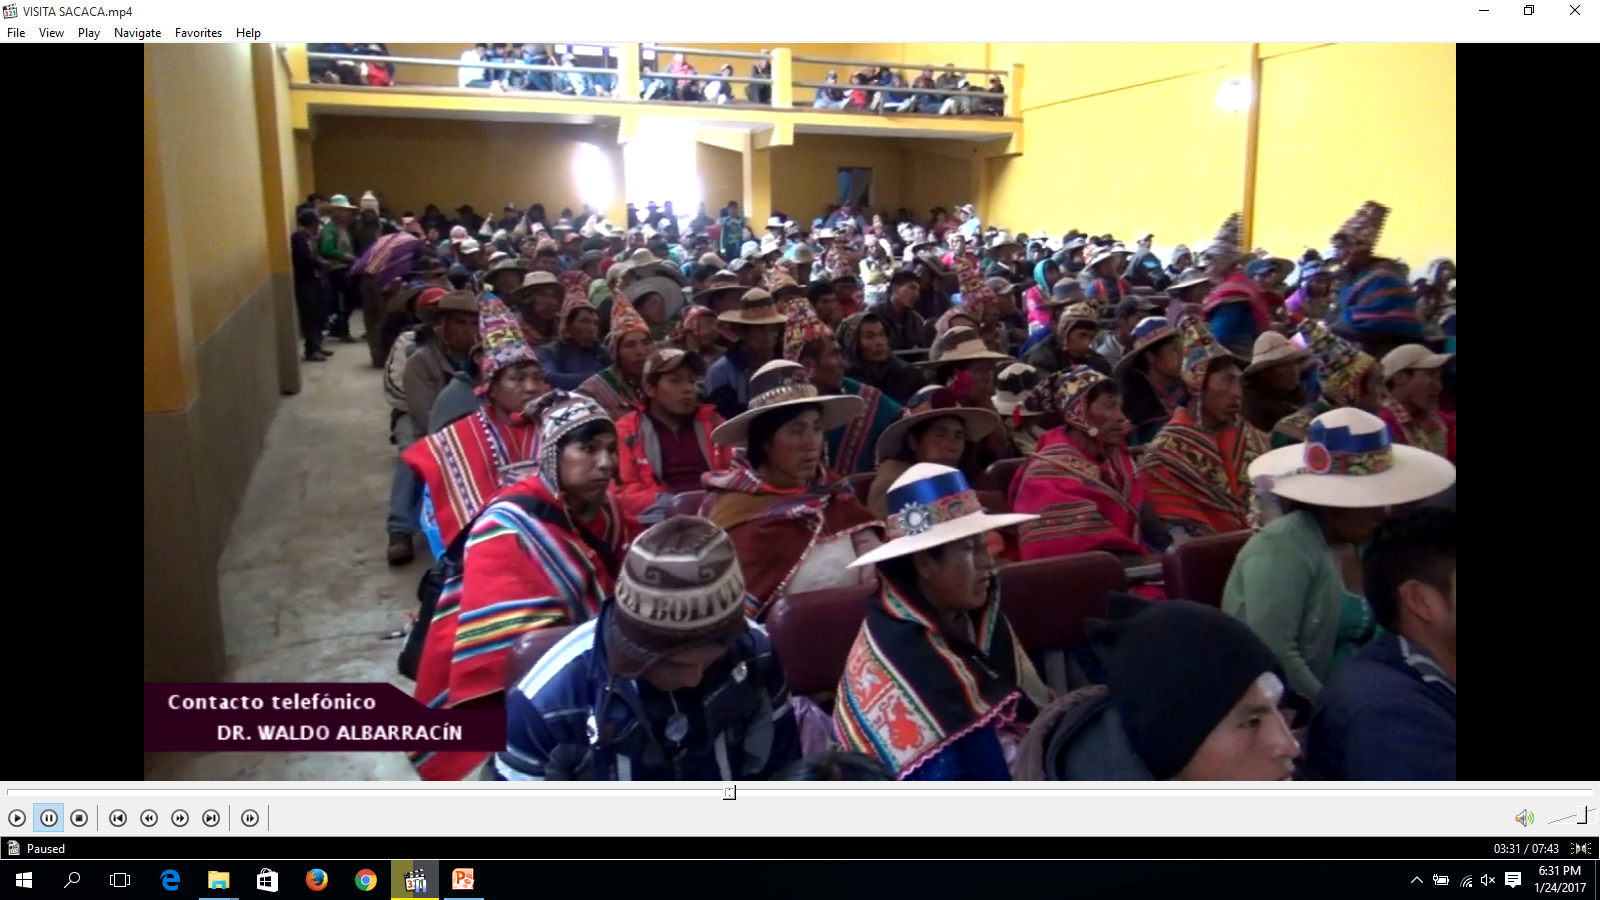 VISITA SACACA.mp4
File View Play Navigate Favorites Help
BOLIVIA
Contacto telefónico
DR. WALDO ALBARRACÍN
Paused
03:31 / 07:43
6:31 PM
1/24/2017